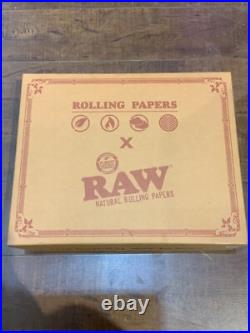 ROLLING PAPERS
X
RAW
NATURAL ROLLING PAPERS